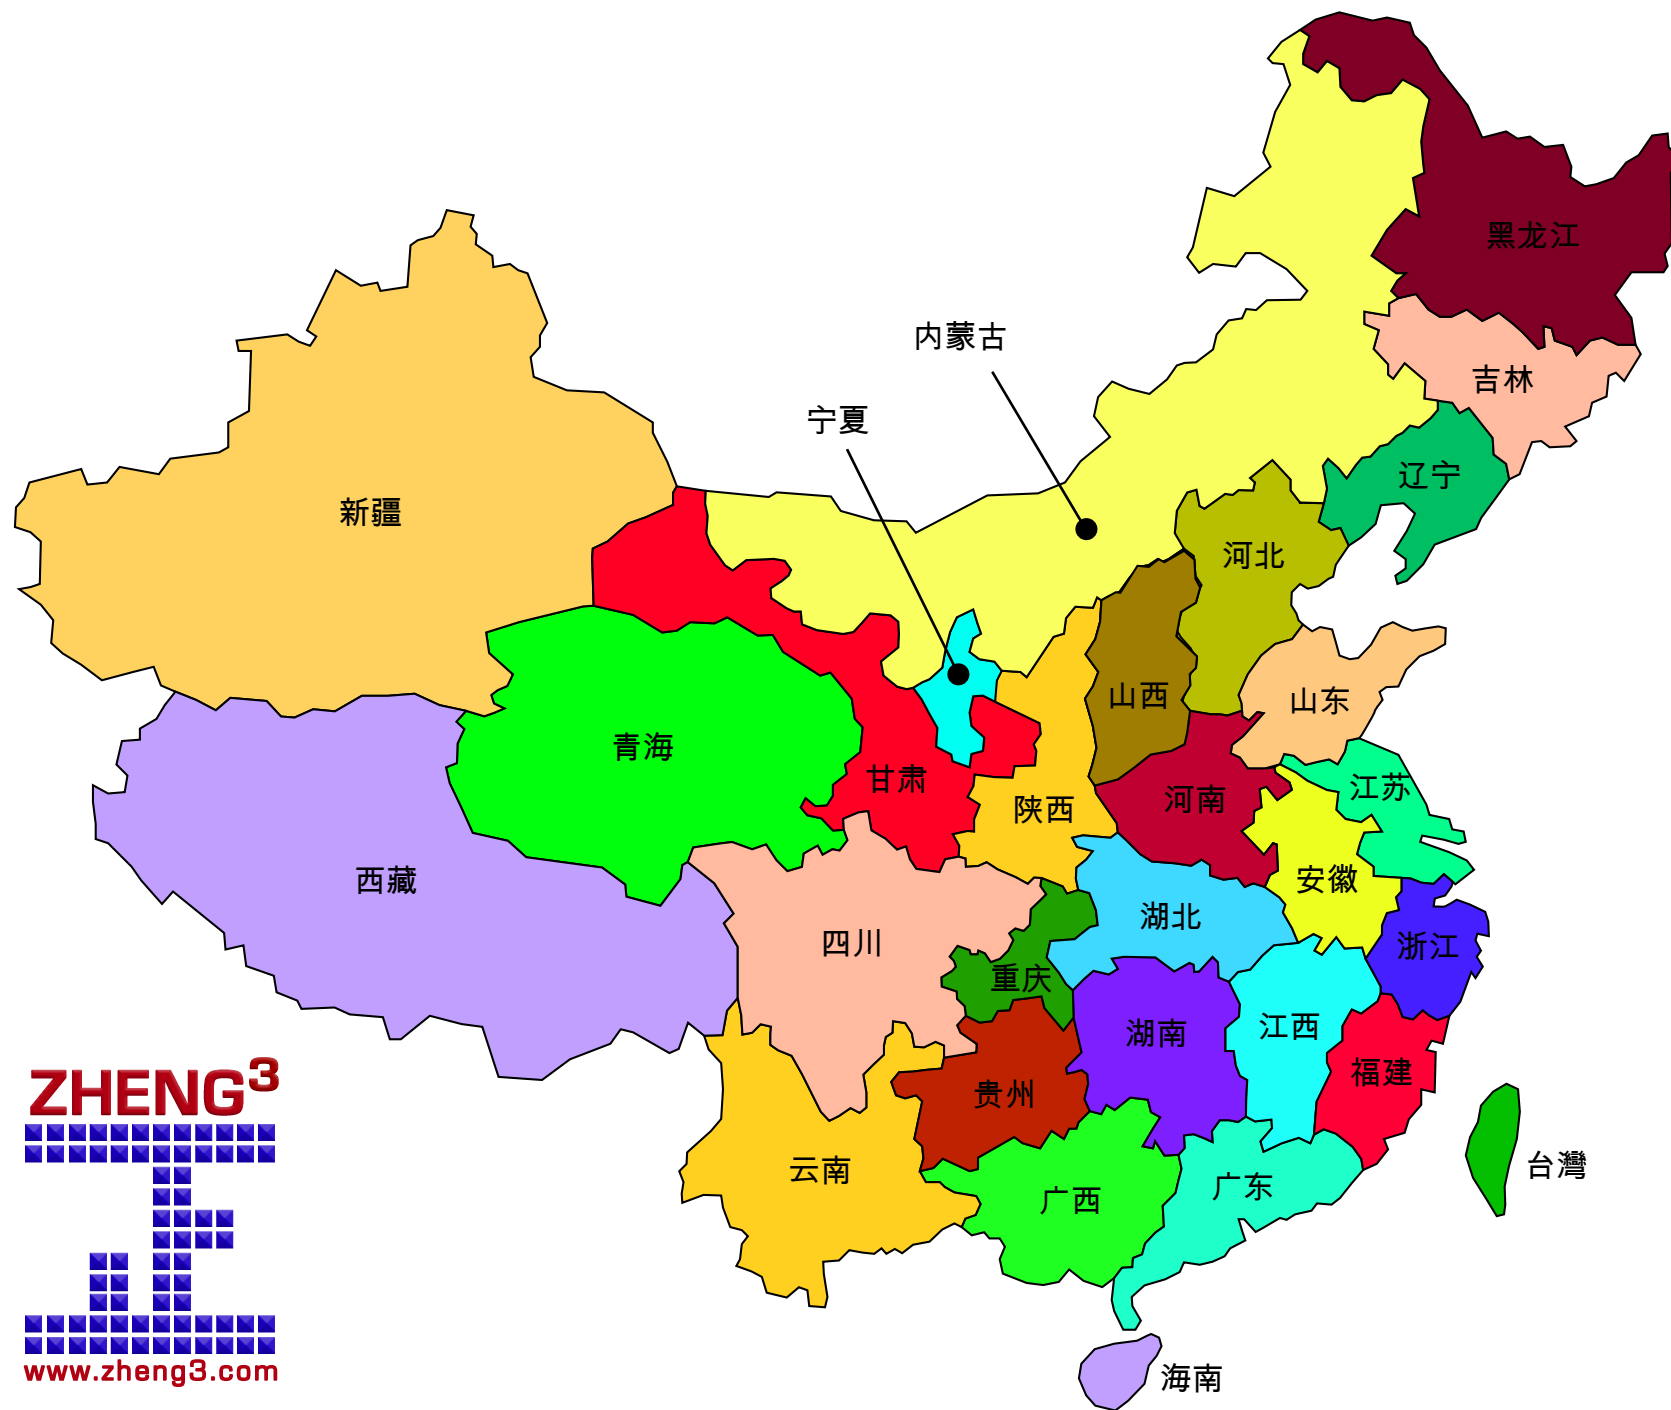 黑龙江
内蒙古
吉林
宁夏
辽宁
新疆
河北
山西
山东
青海
甘肃
江苏
河南
陕西
西藏
安徽
湖北
四川
浙江
重庆
江西
湖南
福建
贵州
ZHENG³
台灣
云南
广东
广西
www.zheng3.com
海南